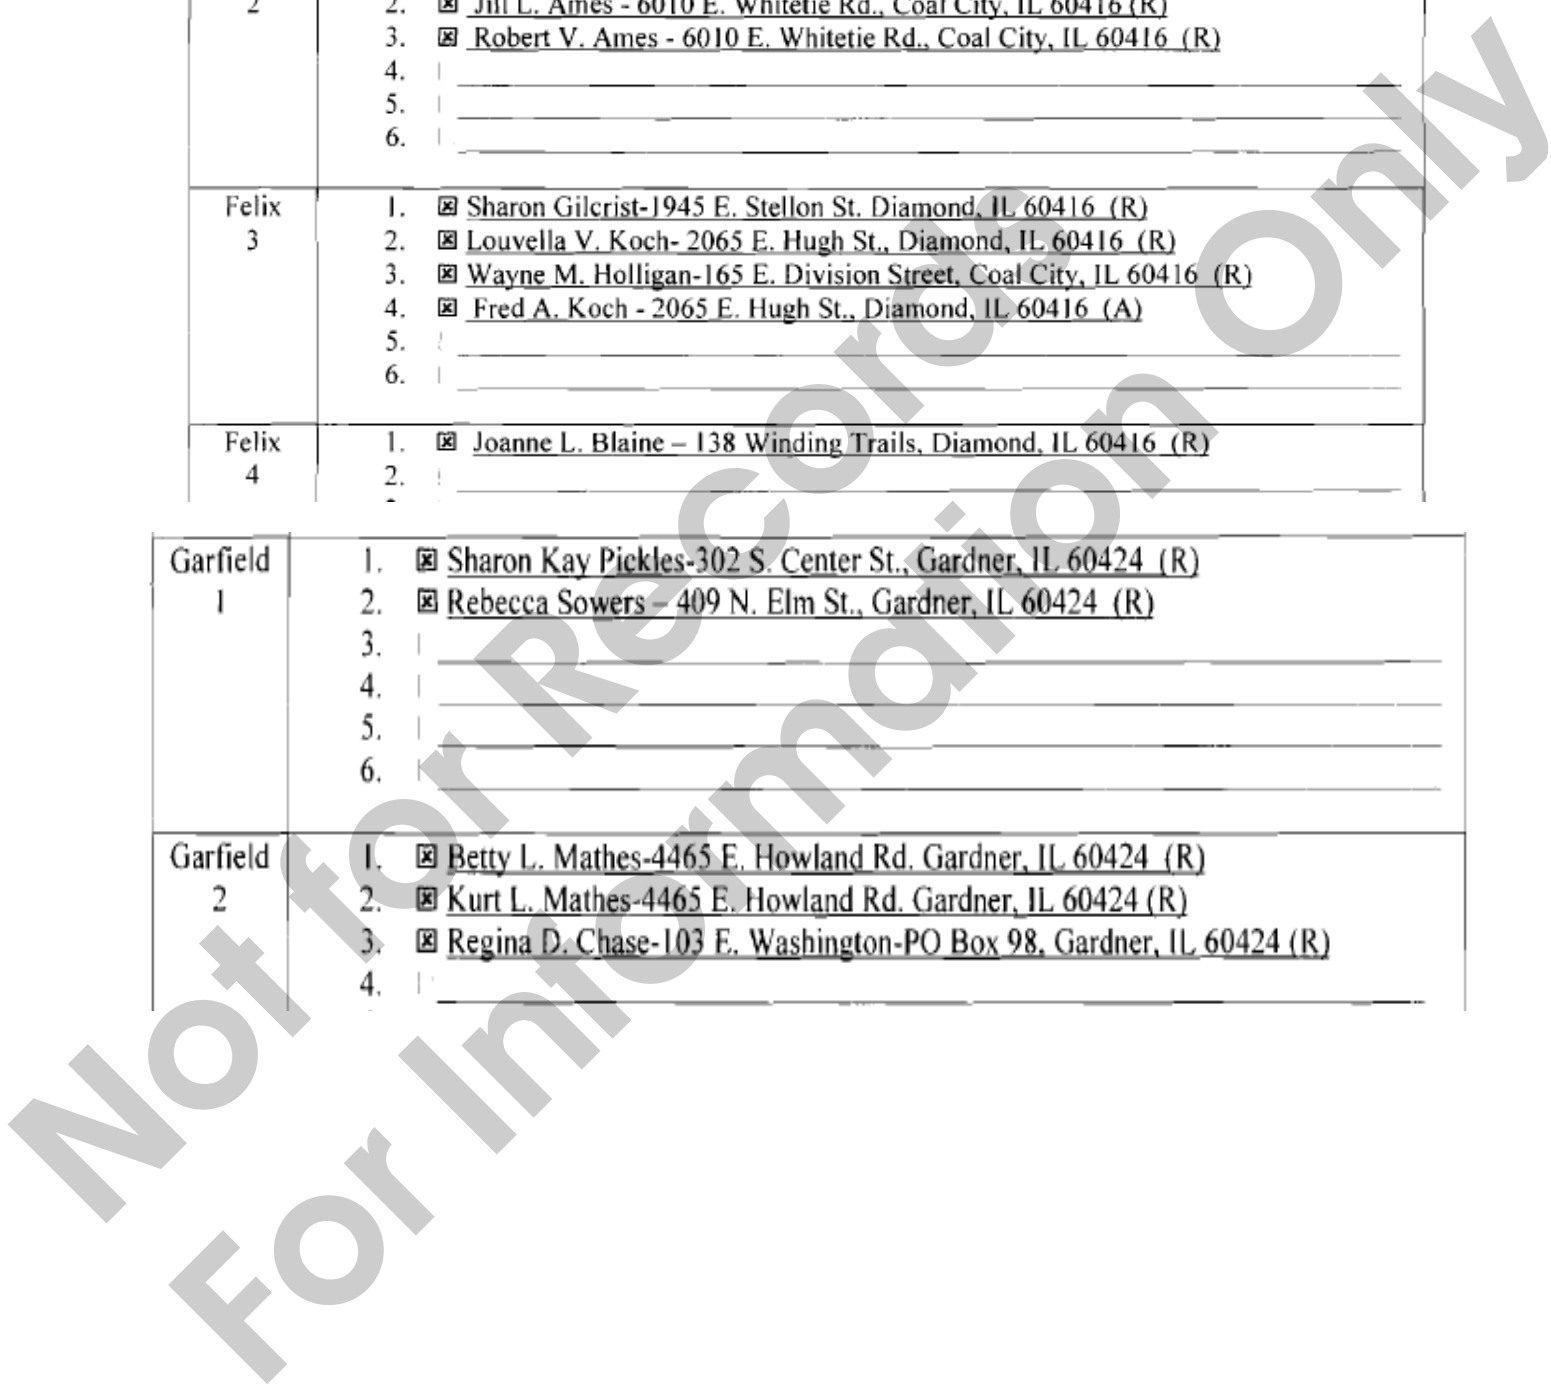 2 2. ☒ Jill L. Ames - 6010 E. Whitetie Rd., Coal City, IL 60416 (R)
3. ☒ Robert V. Ames - 6010 E. Whitetie Rd., Coal City, IL 60416 (R)
4.
5.
6.
Felix 1. ☒ Sharon Gilcrist-1945 E. Stellon St. Diamond, IL 60416 (R)
3 2. ☒ Louvella V. Koch- 2065 E. Hugh St., Diamond, IL 60416 (R)
3. ☒ Wayne M. Holligan-165 E. Division Street, Coal City, IL 60416 (R)
4. ☒ Fred A. Koch - 2065 E. Hugh St., Diamond, IL 60416 (A)
5.
6.
Felix 1. ☒ Joanne L. Blaine – 138 Winding Trails, Diamond, IL 60416 (R)
4 2.
Garfield 1. ☒ Sharon Kay Pickles-302 S. Center St., Gardner, IL 60424 (R)
1 2. ☒ Rebecca Sowers – 409 N. Elm St., Gardner, IL 60424 (R)
3.
4.
5.
6.
Garfield 1. ☒ Betty L. Mathes-4465 E. Howland Rd. Gardner, IL 60424 (R)
2 2. ☒ Kurt L. Mathes-4465 E. Howland Rd. Gardner, IL 60424 (R)
3. ☒ Regina D. Chase-103 E. Washington-PO Box 98, Gardner, IL 60424 (R)
4.
Not for Records
For Information Only